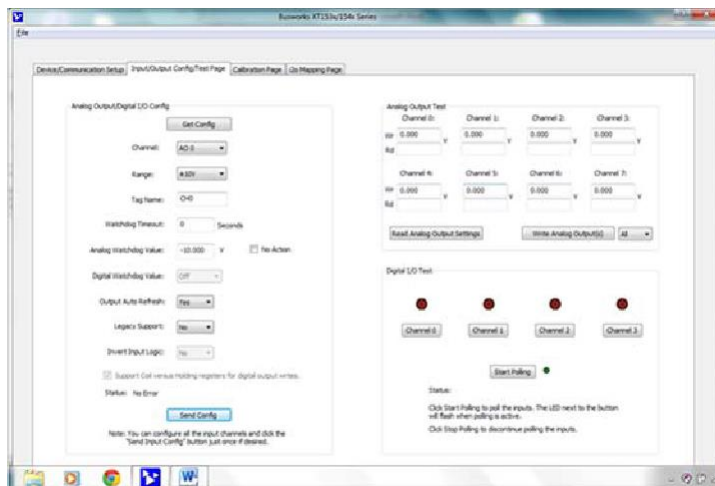 Busworks XT153x/154x Series
File
Device/Communication Setup Input/Output Config/Test Page Calibration Page i2o Mapping Page
Analog Output/Digital I/O Config
Get Config
Channel: AO 0
Range: ±10V
Tag Name: CH0
Watchdog Timeout: 0 Seconds
Analog Watchdog Value: -10.000 V No Action
Digital Watchdog Value: Off
Output Auto Refresh: Yes
Legacy Support: No
Invert Input Logic: No
Support Coil versus Holding registers for digital output writes.
Status: No Error
Send Config
Note: You can configure all the input channels and click the
"Send Input Config" button just once if desired.
Analog Output Test
Channel 0: Channel 1: Channel 2: Channel 3:
Wr 0.000 V 0.000 V 0.000 V 0.000 V
Rd
Channel 4: Channel 5: Channel 6: Channel 7:
Wr 0.000 V 0.000 V 0.000 V 0.000 V
Rd
Read Analog Output Settings Write Analog Output(s) All
Digital I/O Test
Channel 0 Channel 1 Channel 2 Channel 3
Start Polling
Status:
Click Start Polling to poll the inputs. The LED next to the button
will flash when polling is active.
Click Stop Polling to discontinue polling the inputs.